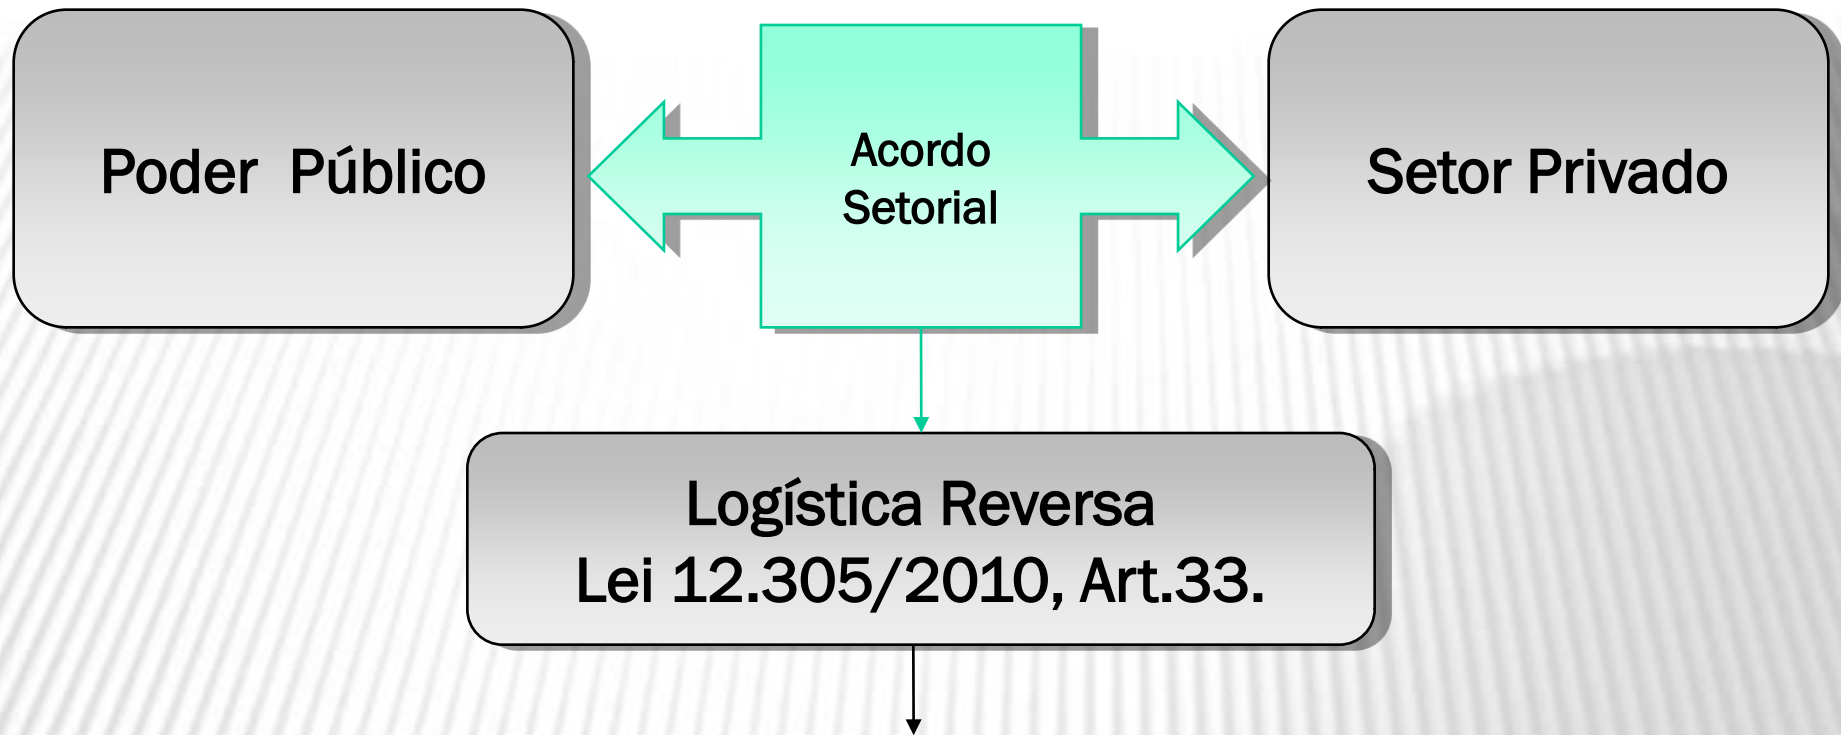 Poder Público
Acordo
Setorial
Setor Privado
Logística Reversa
Lei 12.305/2010, Art.33.